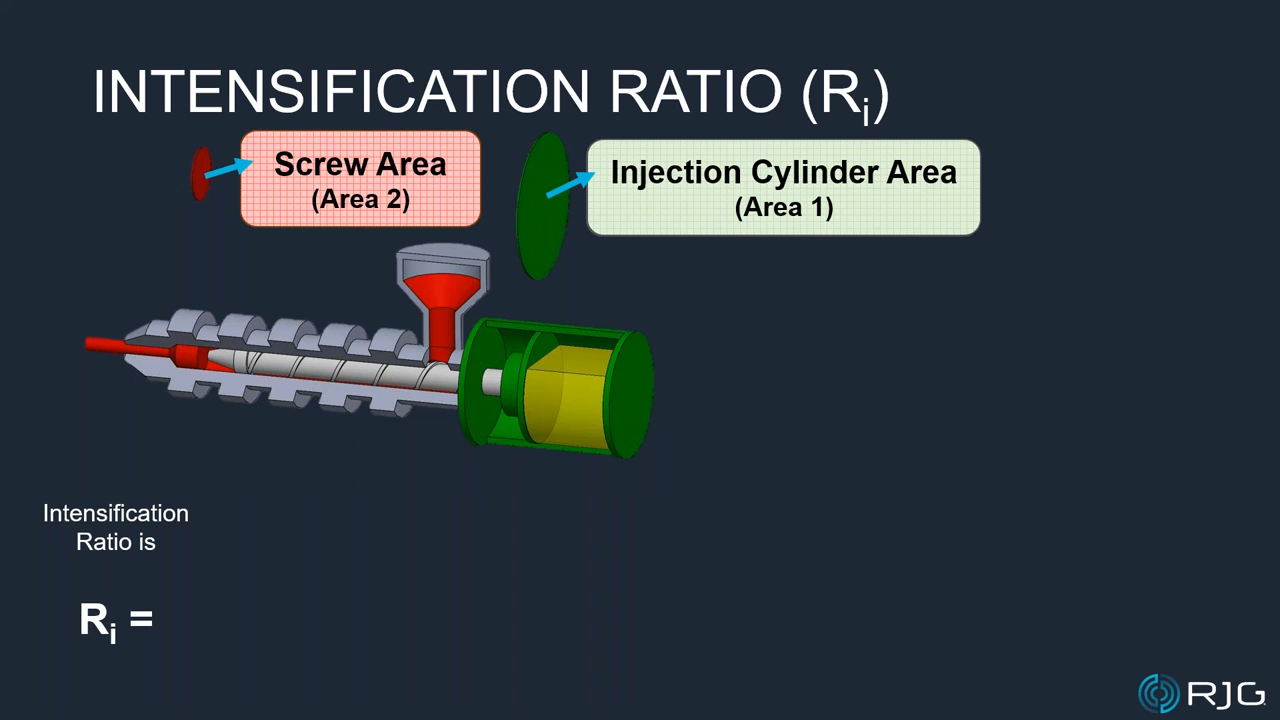 INTENSIFICATION RATIO (Ri)
Screw Area
(Area 2)
Injection Cylinder Area
(Area 1)
Intensification
Ratio is
Ri =
RJG